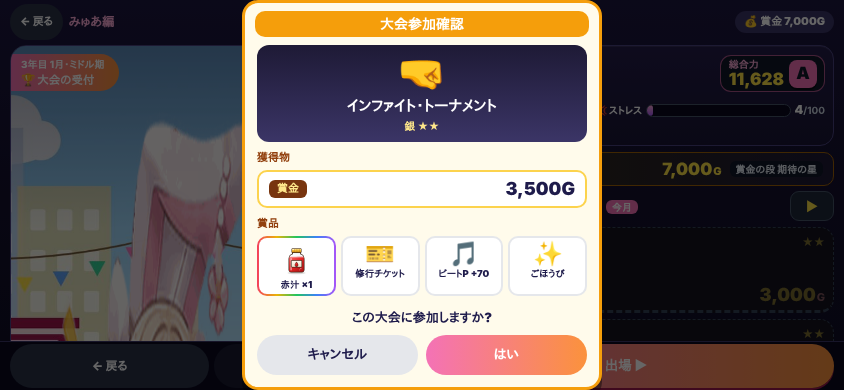 ← 戻る
みゅあ編
💰 賞金 7,000G
3年目 1月・ミドル期
🏆 大会の受付
総合力
11,628
A
ストレス
4/100
7,000G
賞金の段 期待の星
今月
▶
★★
3,000G
★★
大会参加確認
インファイト・トーナメント
銀 ★★
獲得物
賞金
3,500G
賞品
赤汁 ×1
修行チケット
ビートP +70
ごほうび
この大会に参加しますか?
キャンセル
はい
← 戻る
出場 ▶